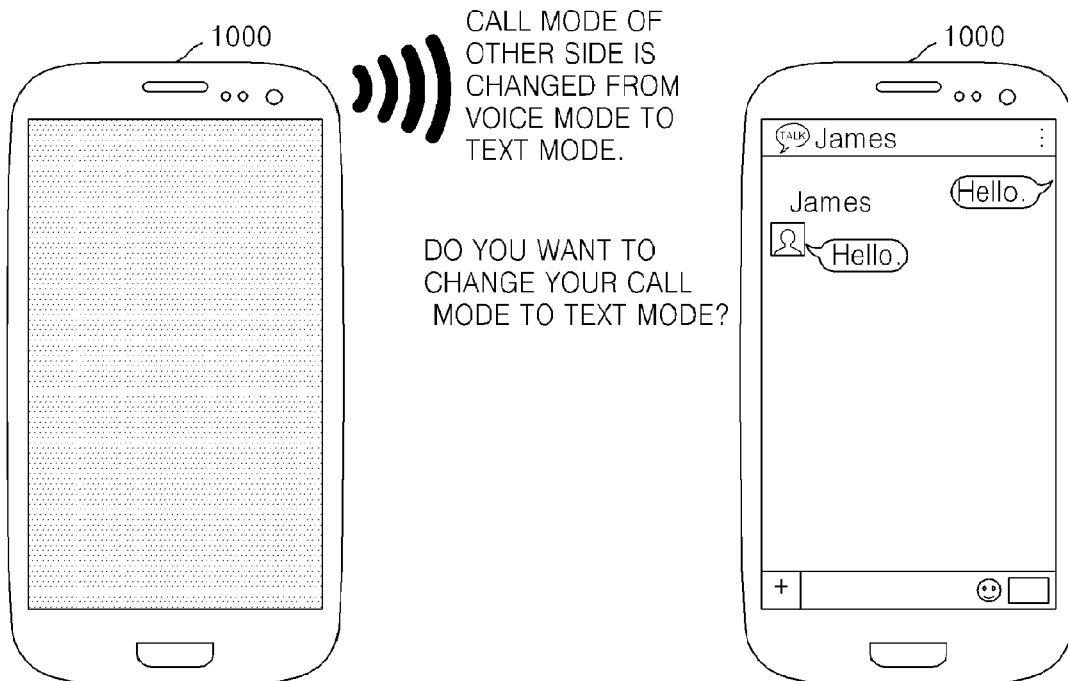 1000
CALL MODE OF
OTHER SIDE IS
CHANGED FROM
VOICE MODE TO
TEXT MODE.
DO YOU WANT TO
CHANGE YOUR CALL
MODE TO TEXT MODE?
1000
TALK James
Hello.
James
Hello.
+